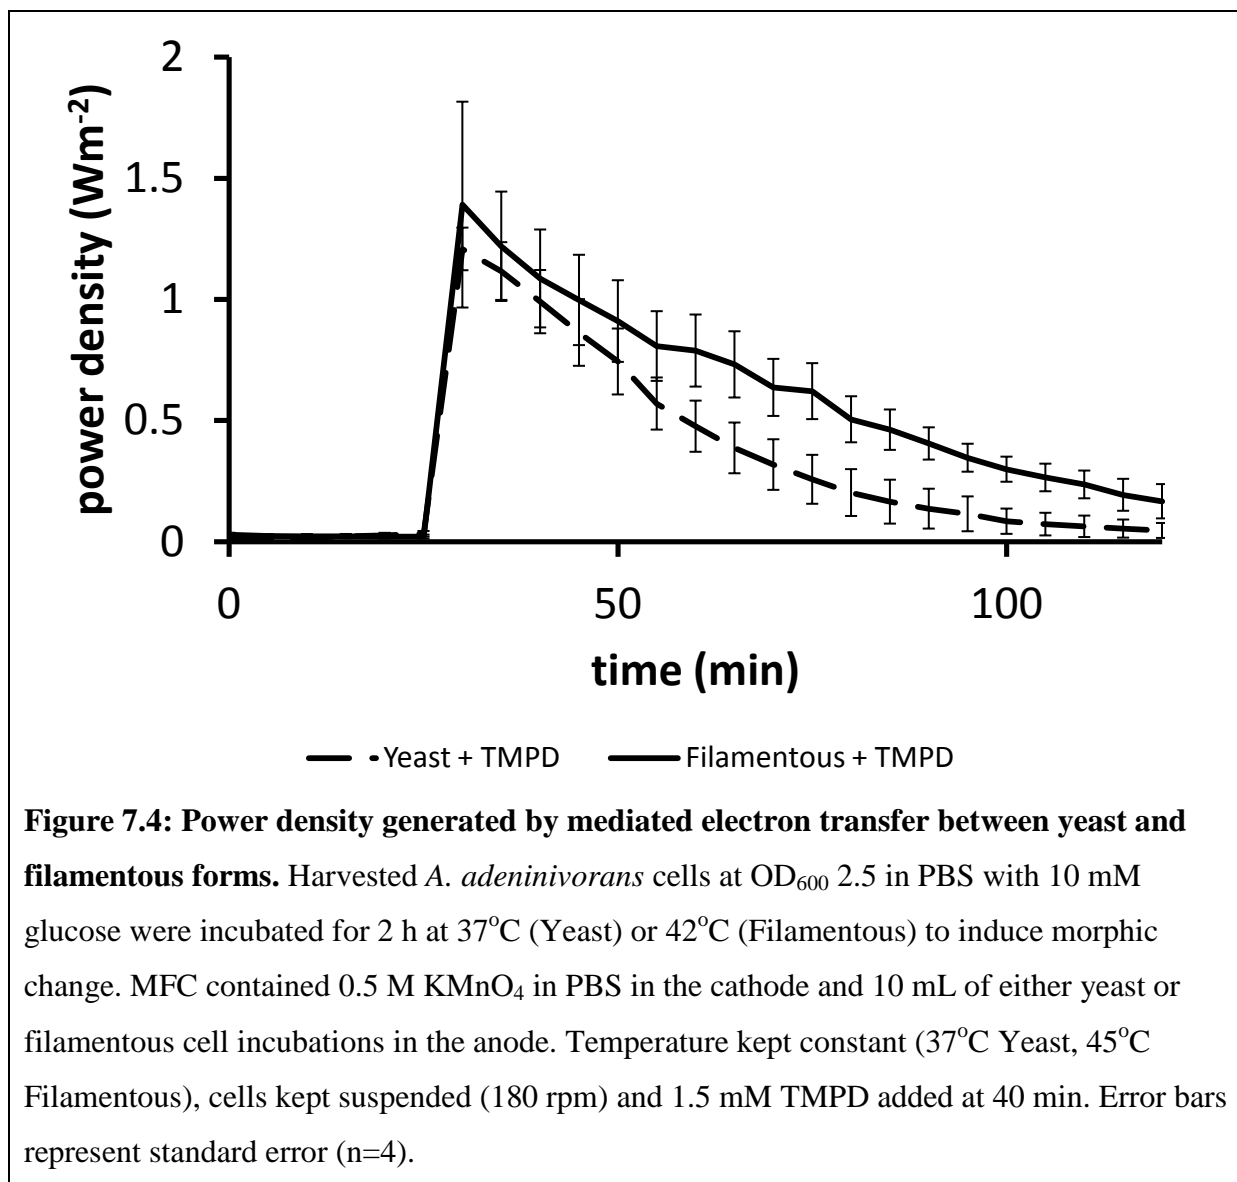 2
1.5
1
0.5
0
power density (Wm⁻²)
0 50 100
time (min)
Yeast + TMPD Filamentous + TMPD
Figure 7.4: Power density generated by mediated electron transfer between yeast and
filamentous forms. Harvested A. adeninivorans cells at OD₆₀₀ 2.5 in PBS with 10 mM
glucose were incubated for 2 h at 37°C (Yeast) or 42°C (Filamentous) to induce morphic
change. MFC contained 0.5 M KMnO₄ in PBS in the cathode and 10 mL of either yeast or
filamentous cell incubations in the anode. Temperature kept constant (37°C Yeast, 45°C
Filamentous), cells kept suspended (180 rpm) and 1.5 mM TMPD added at 40 min. Error bars
represent standard error (n=4).